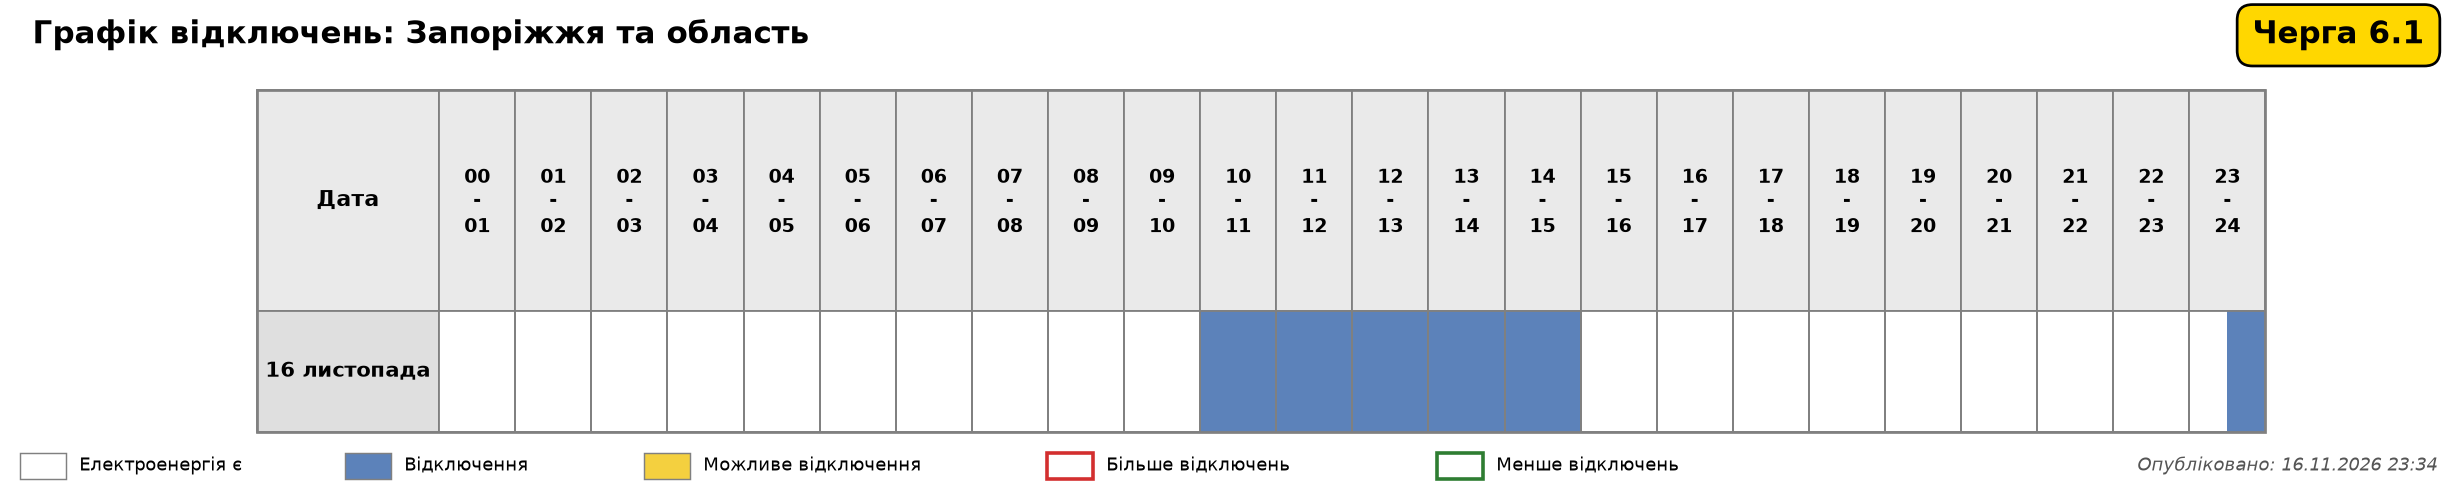 Графік відключень: Запоріжжя та область
Черга 6.1
Дата
00 - 01
01 - 02
02 - 03
03 - 04
04 - 05
05 - 06
06 - 07
07 - 08
08 - 09
09 - 10
10 - 11
11 - 12
12 - 13
13 - 14
14 - 15
15 - 16
16 - 17
17 - 18
18 - 19
19 - 20
20 - 21
21 - 22
22 - 23
23 - 24
16 листопада
Електроенергія є
Відключення
Можливе відключення
Більше відключень
Менше відключень
Опубліковано: 16.11.2026 23:34